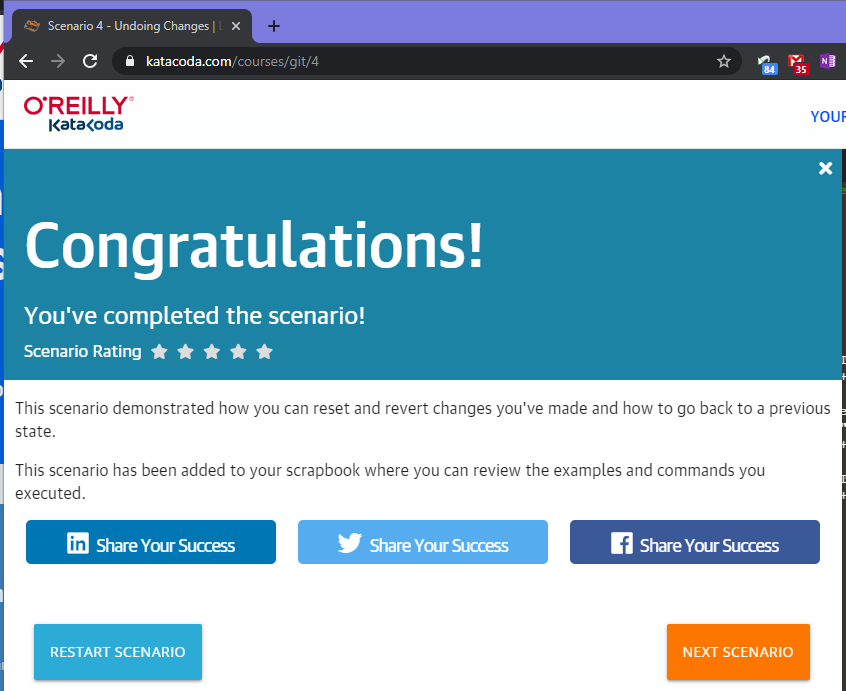 Scenario 4 - Undoing Changes |
katacoda.com/courses/git/4
84
35
N
O'REILLY®
KataKoda
YOUR
Congratulations!
You've completed the scenario!
Scenario Rating
This scenario demonstrated how you can reset and revert changes you've made and how to go back to a previous
state.
This scenario has been added to your scrapbook where you can review the examples and commands you
executed.
in Share Your Success
Share Your Success
f Share Your Success
RESTART SCENARIO
NEXT SCENARIO